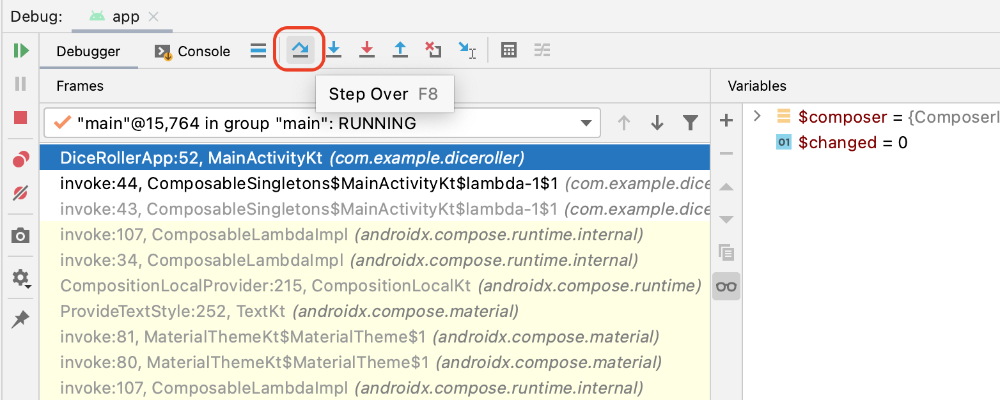 Debug: app
Debugger Console
Step Over F8
Frames
Variables
"main"@15,764 in group "main": RUNNING
DiceRollerApp:52, MainActivityKt (com.example.diceroller)
invoke:44, ComposableSingletons$MainActivityKt$lambda-1$1 (com.example.dice
invoke:43, ComposableSingletons$MainActivityKt$lambda-1$1 (com.example.dice
invoke:107, ComposableLambdaImpl (androidx.compose.runtime.internal)
invoke:34, ComposableLambdaImpl (androidx.compose.runtime.internal)
CompositionLocalProvider:215, CompositionLocalKt (androidx.compose.runtime)
ProvideTextStyle:252, TextKt (androidx.compose.material)
invoke:81, MaterialThemeKt$MaterialTheme$1 (androidx.compose.material)
invoke:80, MaterialThemeKt$MaterialTheme$1 (androidx.compose.material)
invoke:107, ComposableLambdaImpl (androidx.compose.runtime.internal)
$composer = {ComposerI
01 $changed = 0